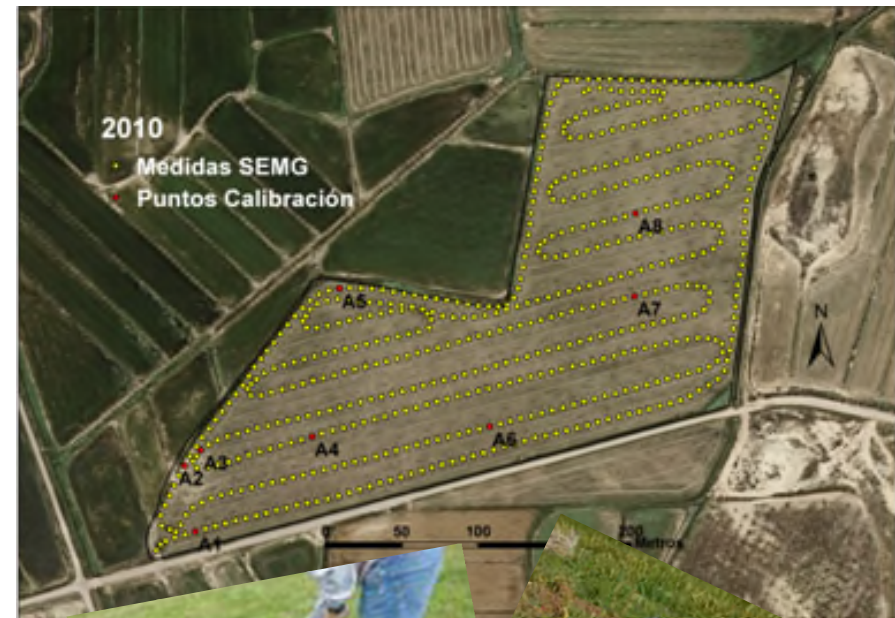 2010
Medidas SEMG
Puntos Calibración
A8
A5
A7
N
A4
A6
A3
A2
A1
0 50 100 200
Metros